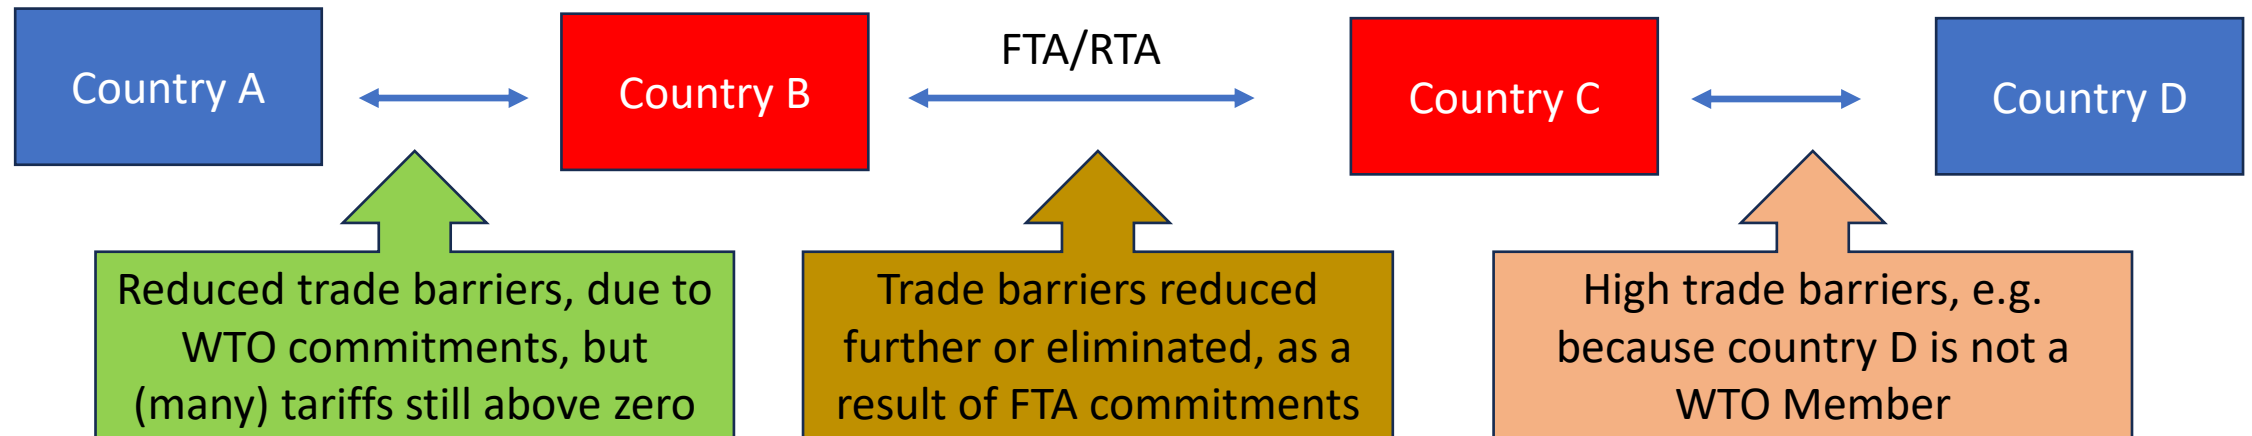 Country A
Country B
FTA/RTA
Country C
Country D
Reduced trade barriers, due to
WTO commitments, but
(many) tariffs still above zero
Trade barriers reduced
further or eliminated, as a
result of FTA commitments
High trade barriers, e.g.
because country D is not a
WTO Member